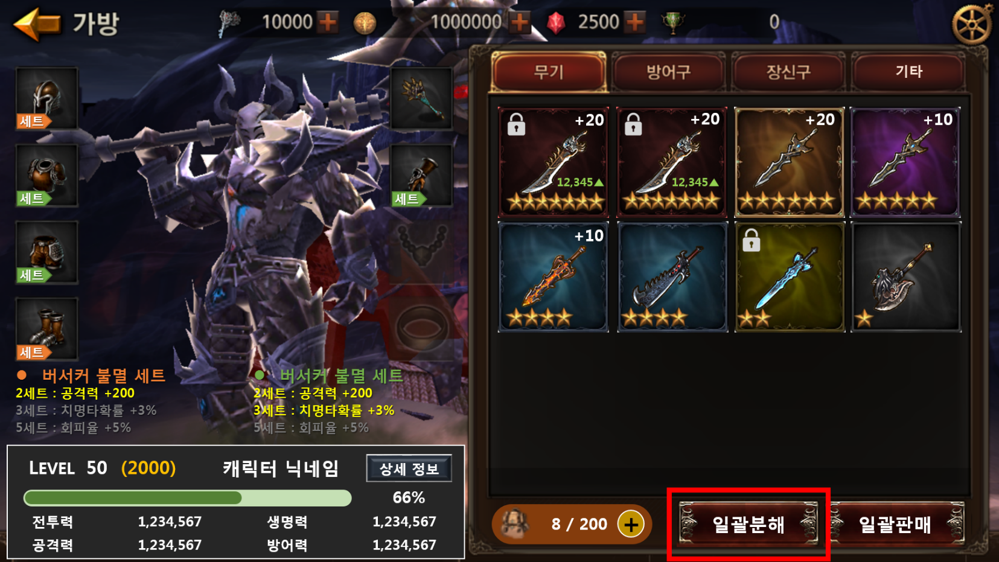 가방
10000
1000000
2500
0
무기
방어구
장신구
기타
세트
세트
세트
세트
세트
+20
+20
+20
+10
12,345▲
12,345▲
+10
● 버서커 불멸 세트
2세트 : 공격력 +200
3세트 : 치명타확률 +3%
5세트 : 회피율 +5%
● 버서커 불멸 세트
2세트 : 공격력 +200
3세트 : 치명타확률 +3%
5세트 : 회피율 +5%
LEVEL 50 (2000)
캐릭터 닉네임
상세 정보
66%
전투력 1,234,567 생명력 1,234,567
공격력 1,234,567 방어력 1,234,567
8 / 200
일괄분해
일괄판매